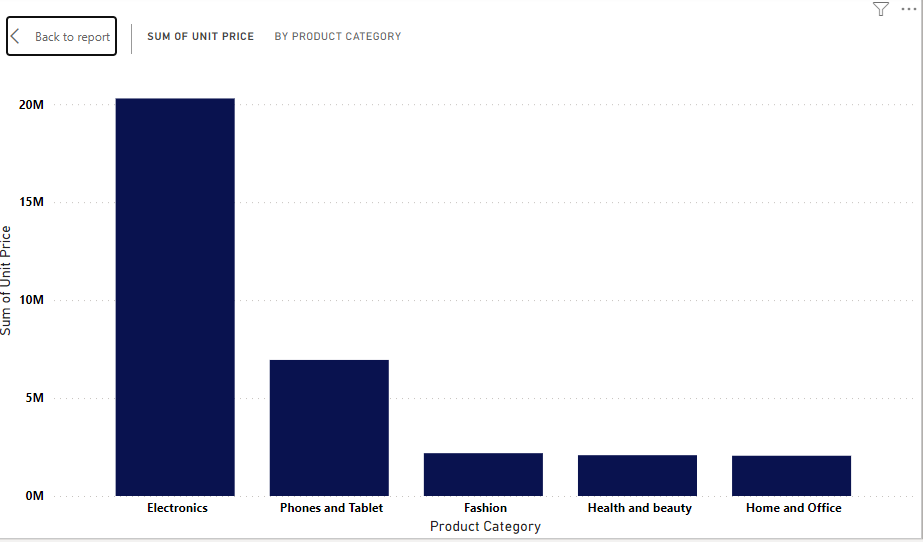 Back to report
SUM OF UNIT PRICE BY PRODUCT CATEGORY
20M
15M
10M
5M
0M
Sum of Unit Price
Electronics Phones and Tablet Fashion Health and beauty Home and Office
Product Category